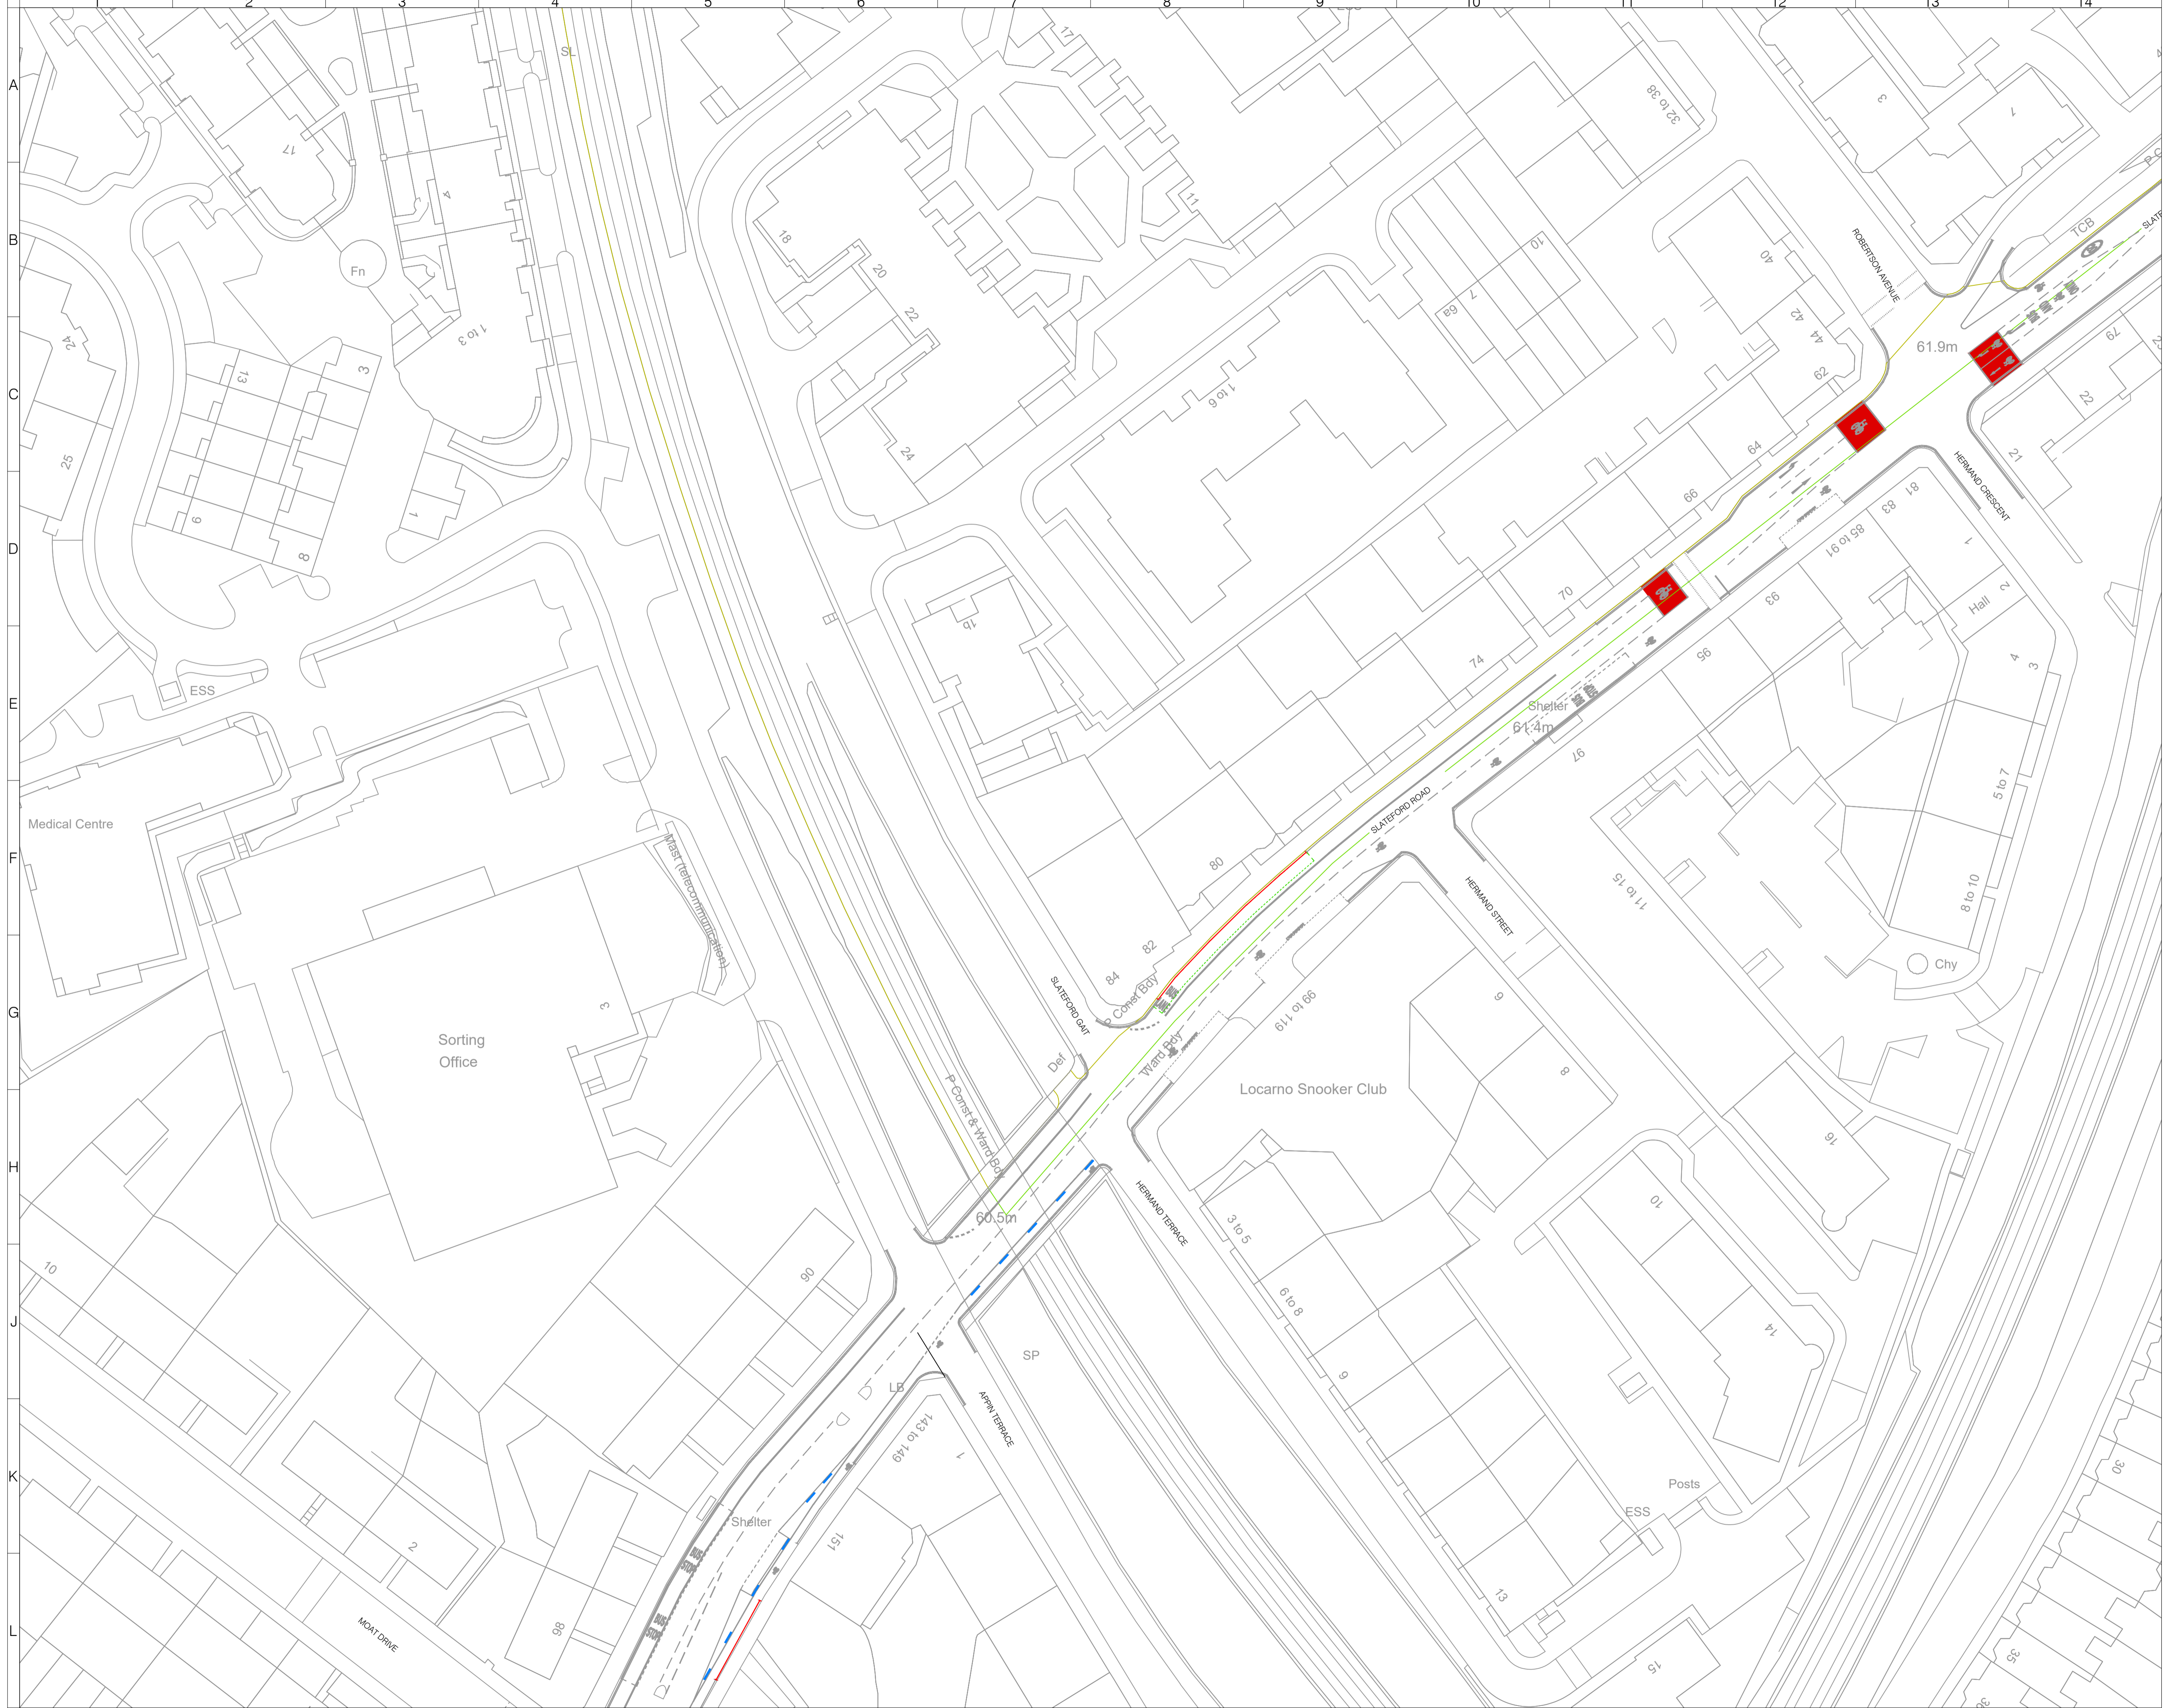 1 2 3 4 5 6 7 8 9 10 11 12 13 14
A
SL
17
17
32 to 38
3
7
4
11
B
18
20
22
10
7
6a
40
42
44
ROBERTSON AVENUE
TCB
Fn
1 to 3
24
C
13
3
25
24
1 to 6
62
64
61.9m
79
22
21
HERMAND CRESCENT
D
9
8
1
1b
66
70
81
83
85 to 91
93
1
2
Hall
E
ESS
74
95
Shelter
61.4m
97
4
3
5 to 7
F
Medical Centre
Mast (telecommunication)
80
SLATEFORD ROAD
HERMAND STREET
11 to 15
8 to 10
G
Sorting
Office
3
82
84
P Const Bdy
SLATEFORD GAIT
Def
Ward Bdy
99 to 119
9
8
Chy
Locarno Snooker Club
H
P Const & Ward Bdy
60.5m
HERMAND TERRACE
3 to 5
10
16
J
10
90
SP
6 to 8
14
LB
APPIN TERRACE
9
K
143 to 149
1
2
Shelter
151
Posts
ESS
30
BUS
STOP
L
BUS
STOP
MOAT DRIVE
98
13
15
35